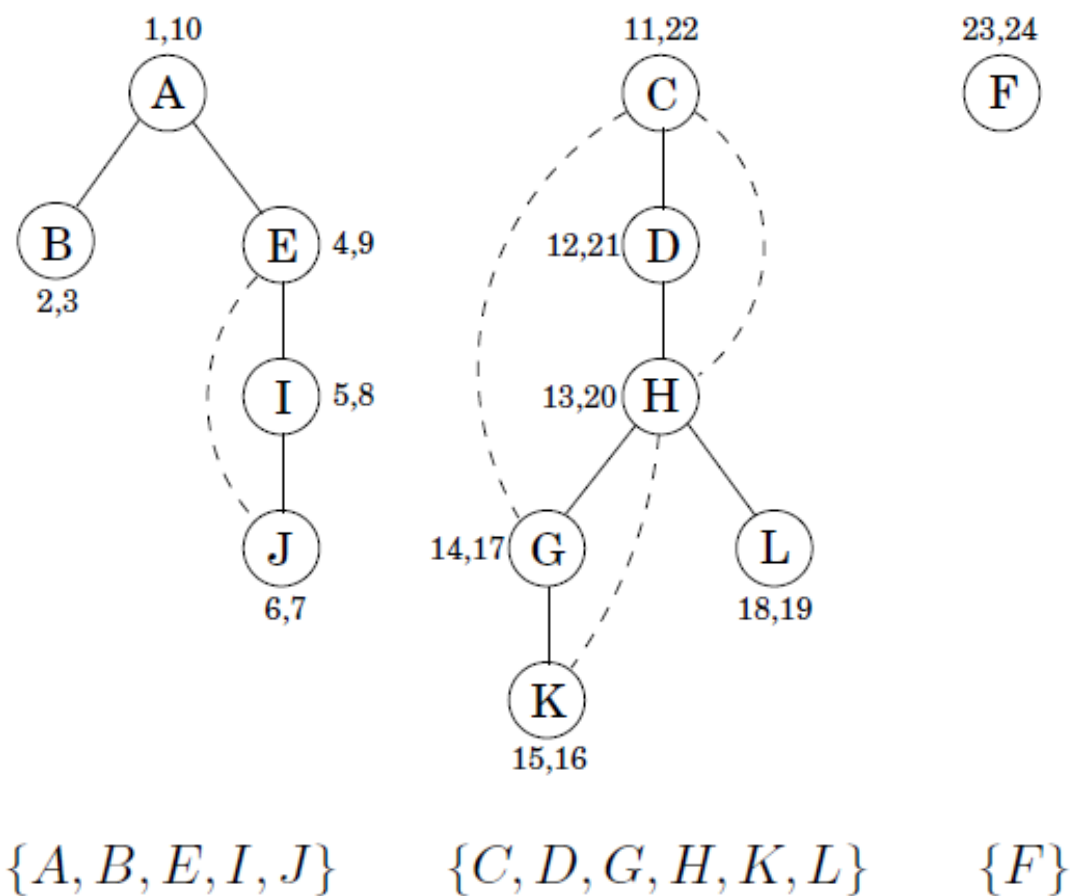 1,10 11,22 23,24
A C F
B E 4,9 12,21 D
2,3
I 5,8 13,20 H
J 14,17 G L
6,7 18,19
K
15,16
{A, B, E, I, J} {C, D, G, H, K, L} {F}